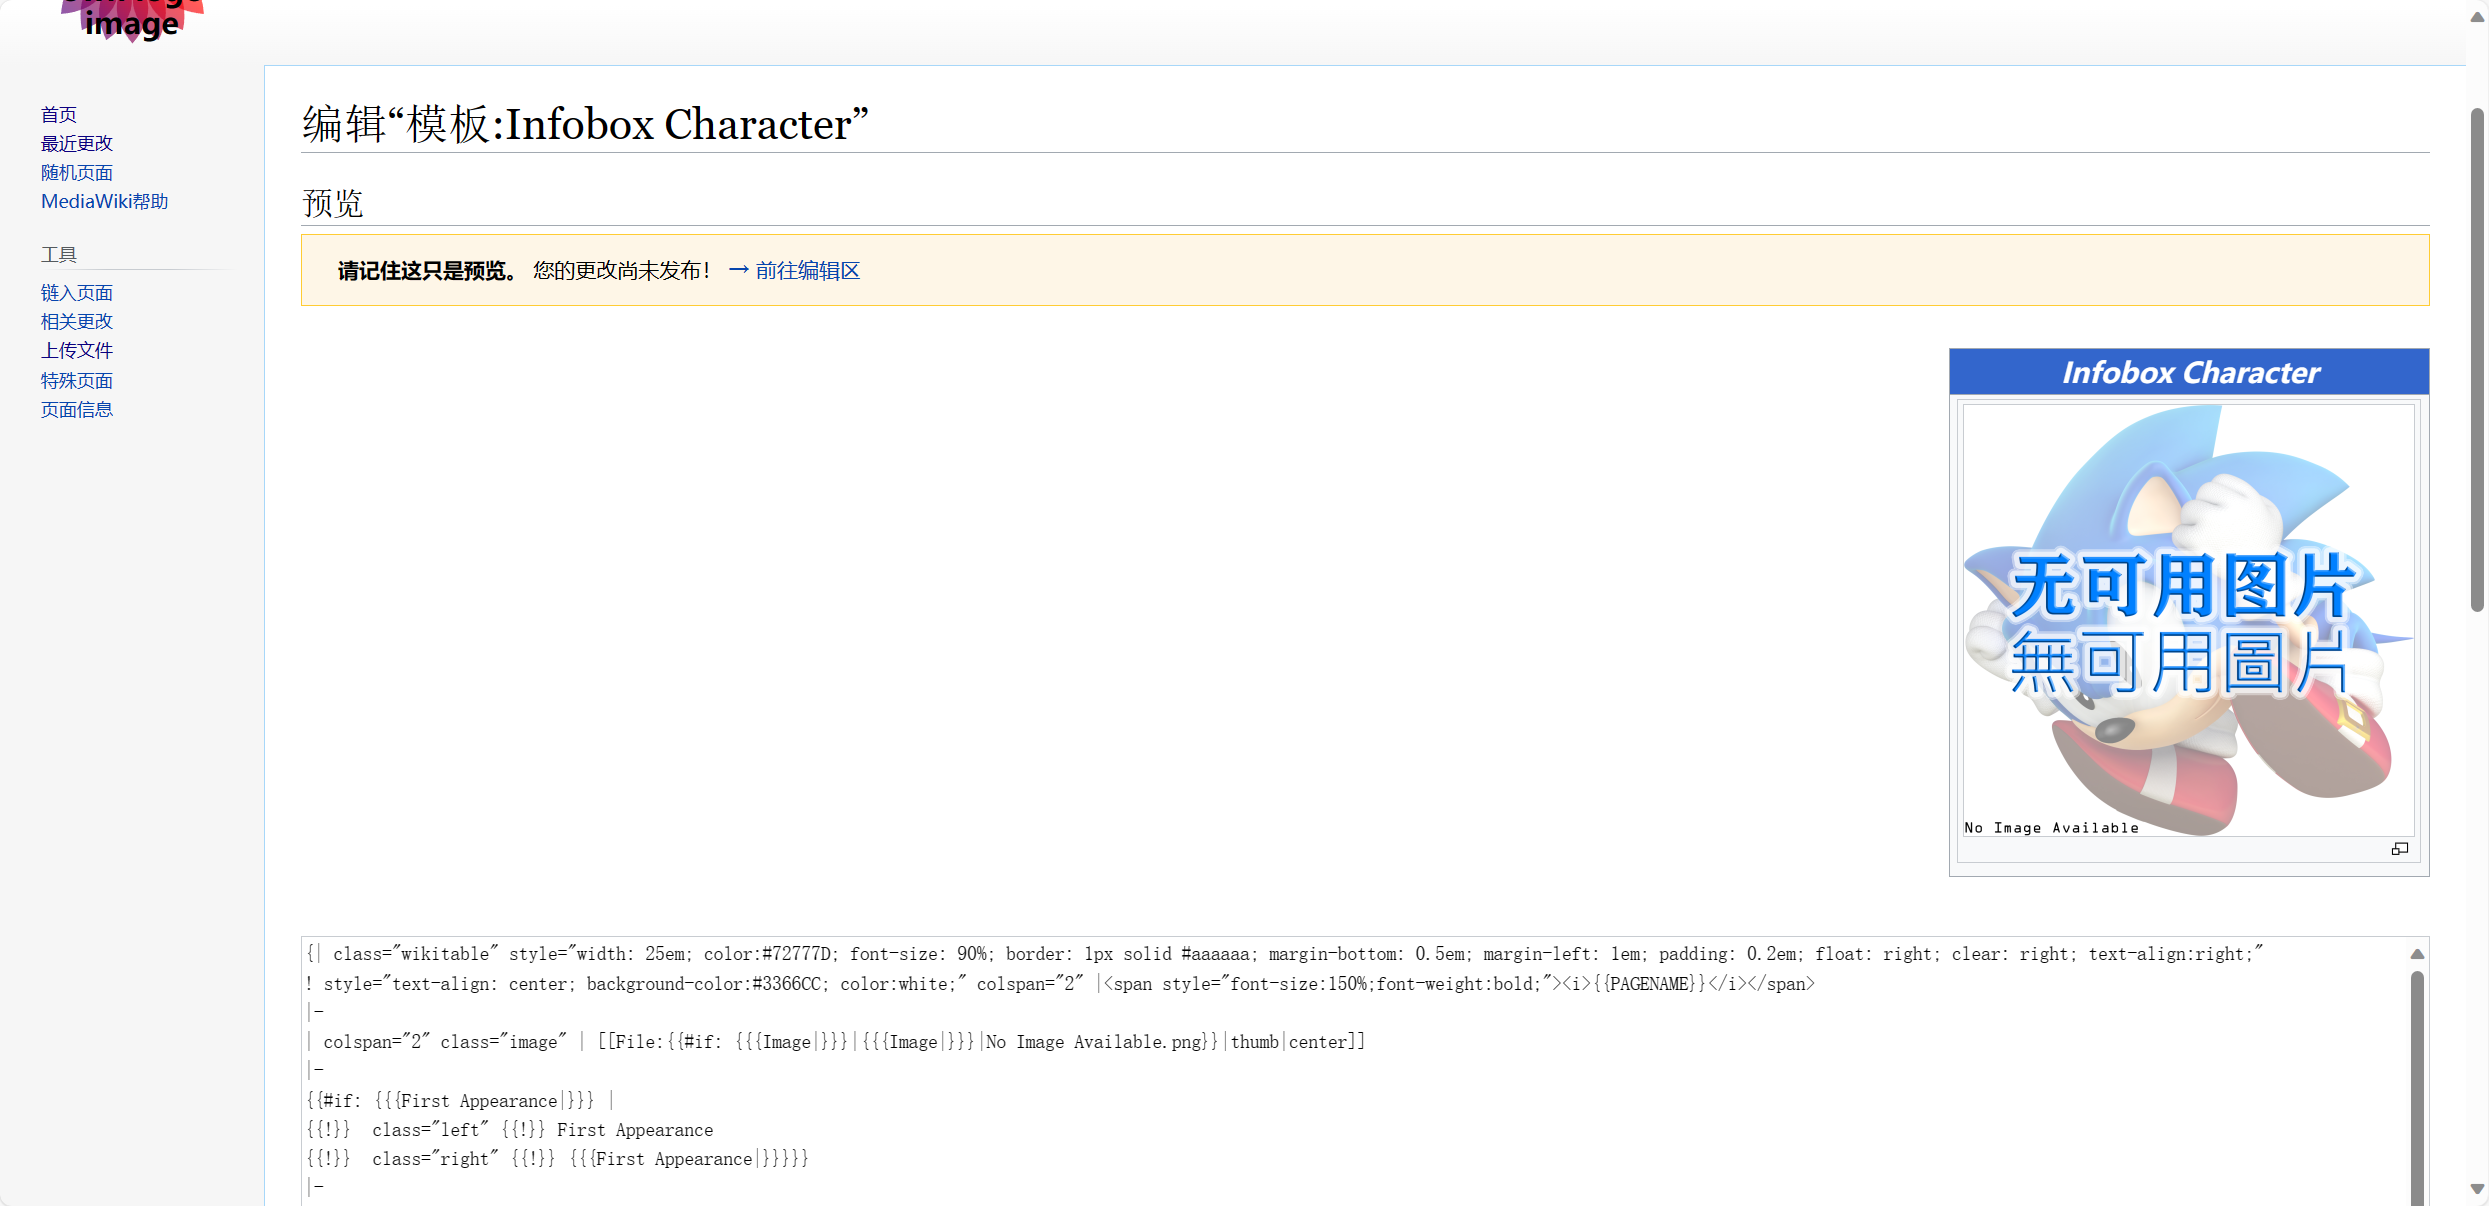 image
首页
最近更改
随机页面
MediaWiki帮助
工具
链入页面
相关更改
上传文件
特殊页面
页面信息
编辑“模板:Infobox Character”
预览
请记住这只是预览。 您的更改尚未发布！ → 前往编辑区
Infobox Character
无可用图片
無可用圖片
No Image Available
{| class="wikitable" style="width: 25em; color:#72777D; font-size: 90%; border: 1px solid #aaaaaa; margin-bottom: 0.5em; margin-left: 1em; padding: 0.2em; float: right; clear: right; text-align:right;"
! style="text-align: center; background-color:#3366CC; color:white;" colspan="2" |<span style="font-size:150%;font-weight:bold;"><i>{{PAGENAME}}</i></span>
|-
| colspan="2" class="image" | [[File:{{#if: {{{Image|}}}|{{{Image|}}}|No Image Available.png}}|thumb|center]]
|-
{{#if: {{{First Appearance|}}} |
{{!}}  class="left" {{!}} First Appearance
{{!}}  class="right" {{!}} {{{First Appearance|}}}}}
|-